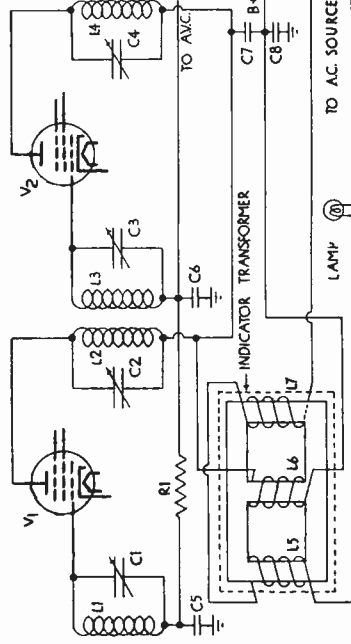 V1
V2
L1
C1
L2
C2
L3
C3
L4
C4
C5
R1
C6
TO A.V.C.
C7
B+
C8
INDICATOR TRANSFORMER
L5
L6
L7
LAMP
TO A.C. SOURCE